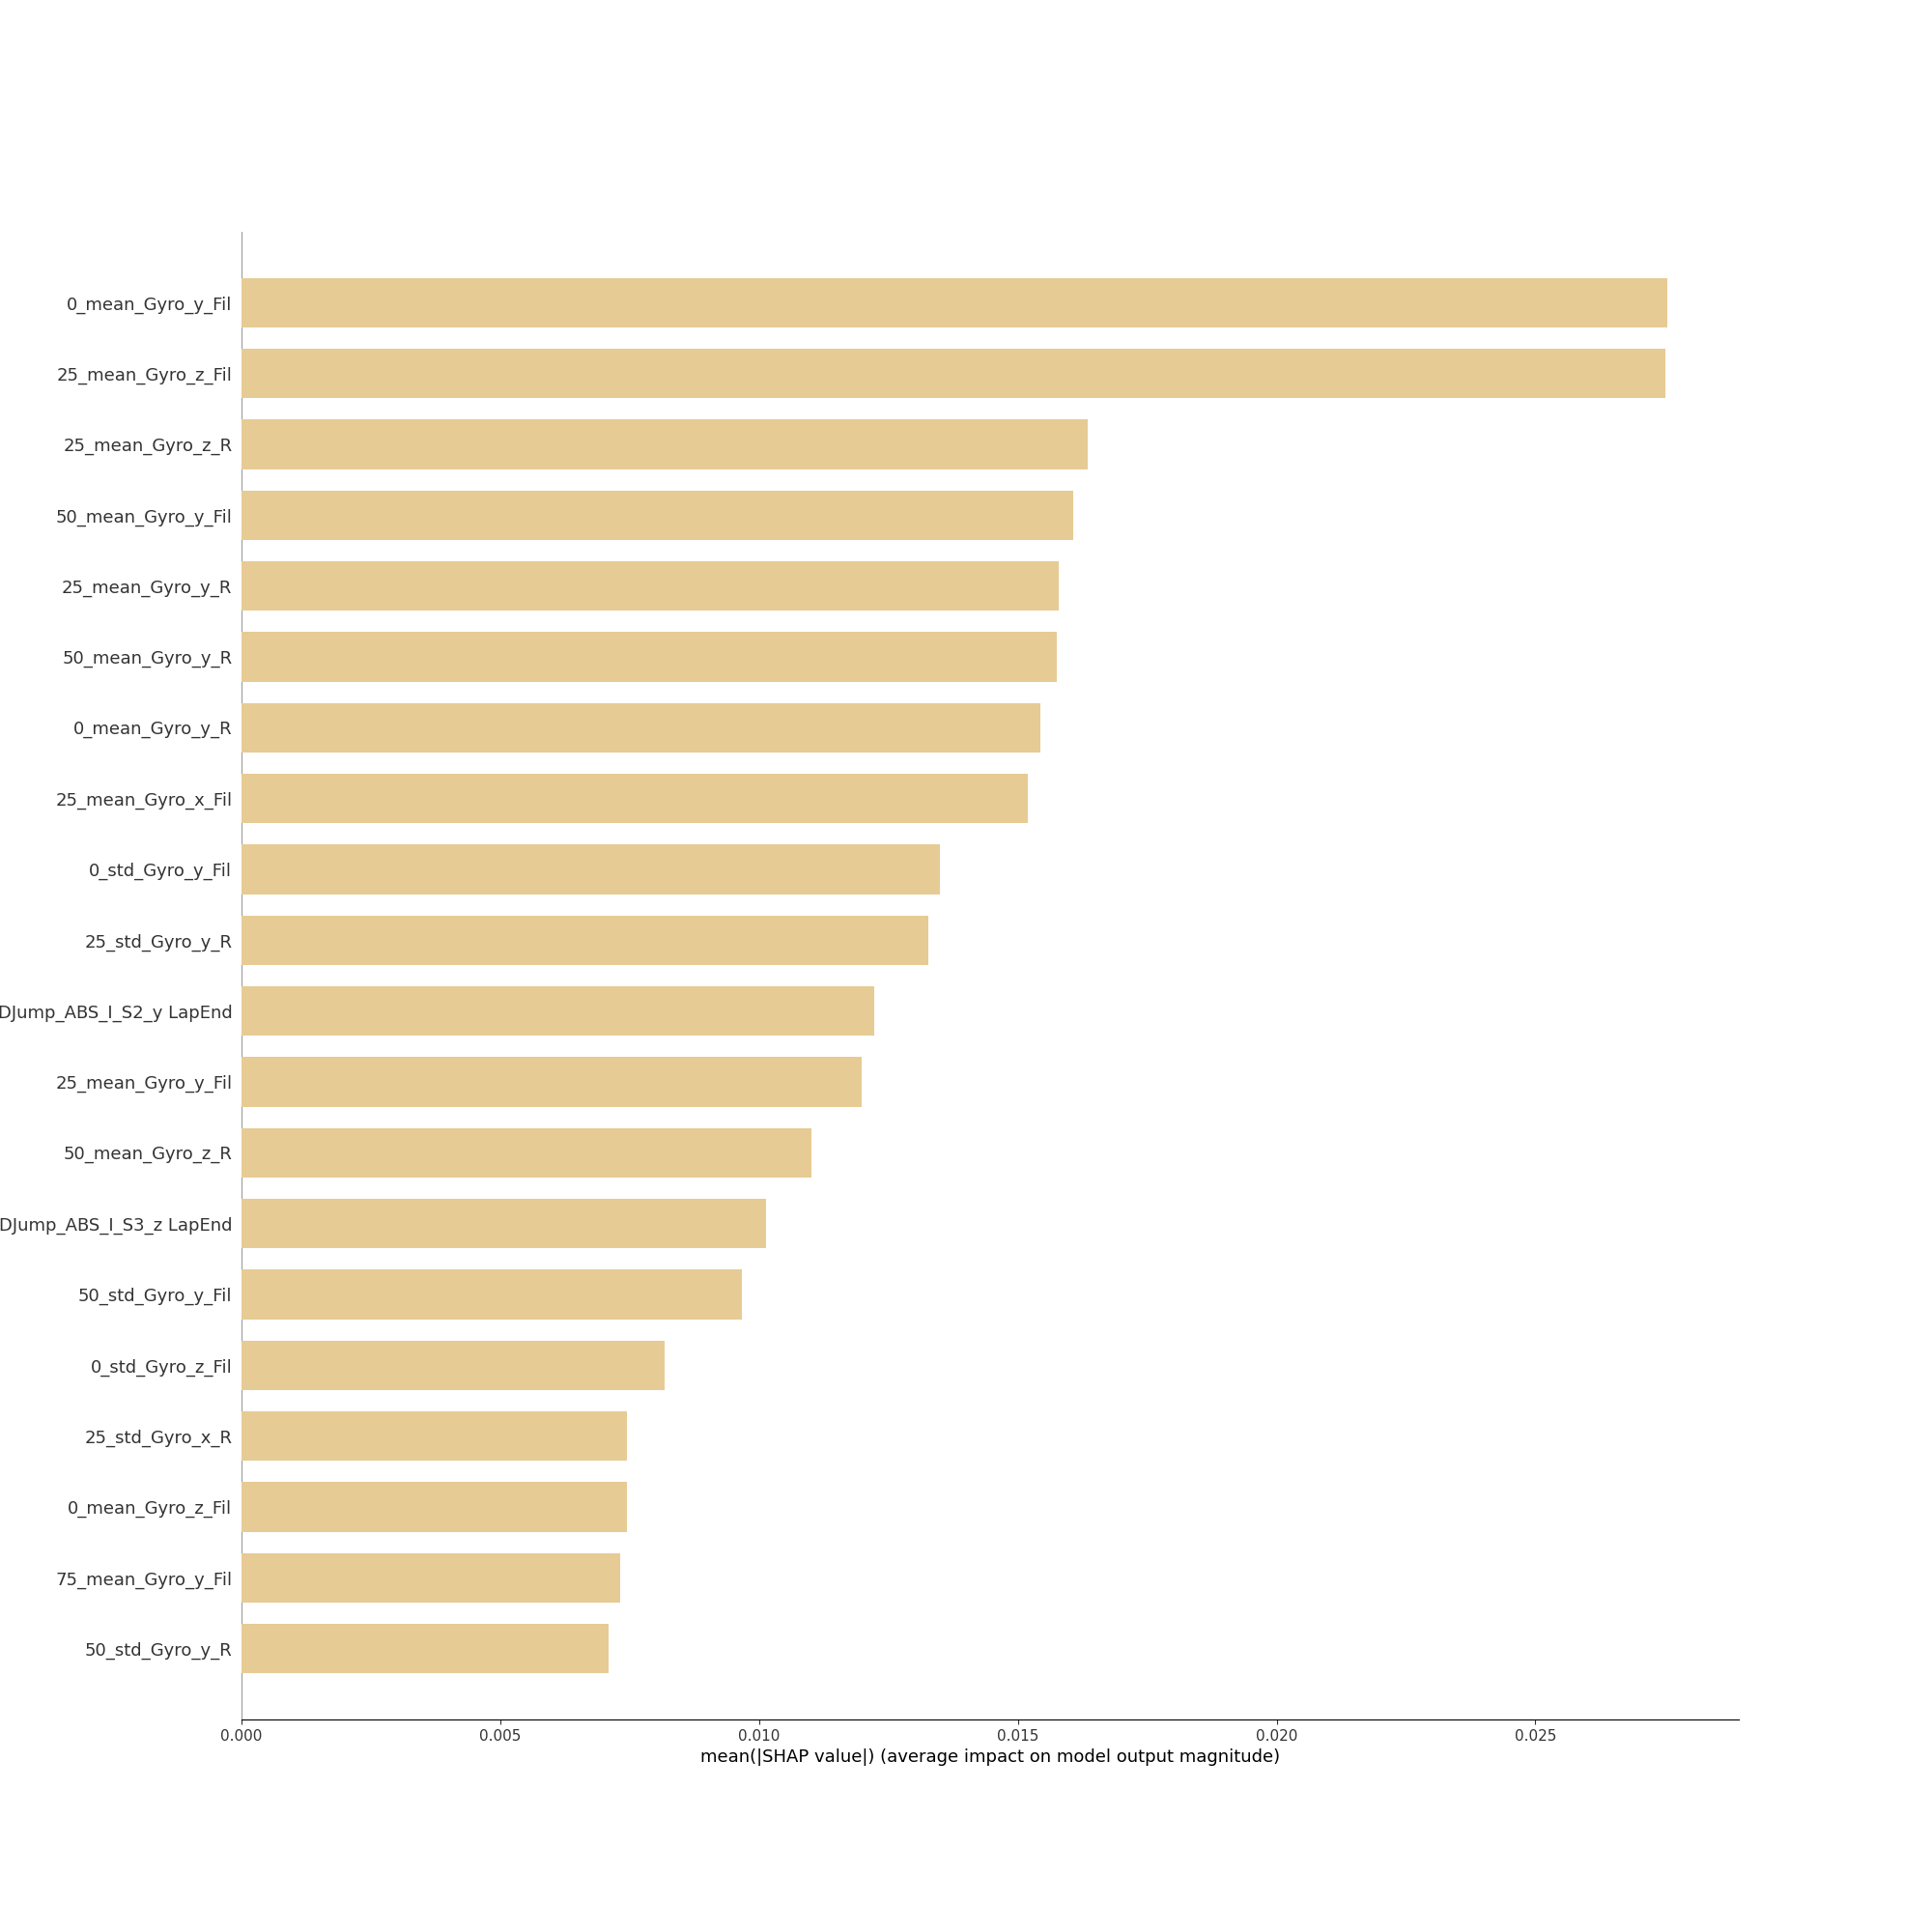 0_mean_Gyro_y_Fil
25_mean_Gyro_z_Fil
25_mean_Gyro_z_R
50_mean_Gyro_y_Fil
25_mean_Gyro_y_R
50_mean_Gyro_y_R
0_mean_Gyro_y_R
25_mean_Gyro_x_Fil
0_std_Gyro_y_Fil
25_std_Gyro_y_R
DJump_ABS_I_S2_y LapEnd
25_mean_Gyro_y_Fil
50_mean_Gyro_z_R
DJump_ABS_I_S3_z LapEnd
50_std_Gyro_y_Fil
0_std_Gyro_z_Fil
25_std_Gyro_x_R
0_mean_Gyro_z_Fil
75_mean_Gyro_y_Fil
50_std_Gyro_y_R
0.000 0.005 0.010 0.015 0.020 0.025
mean(|SHAP value|) (average impact on model output magnitude)